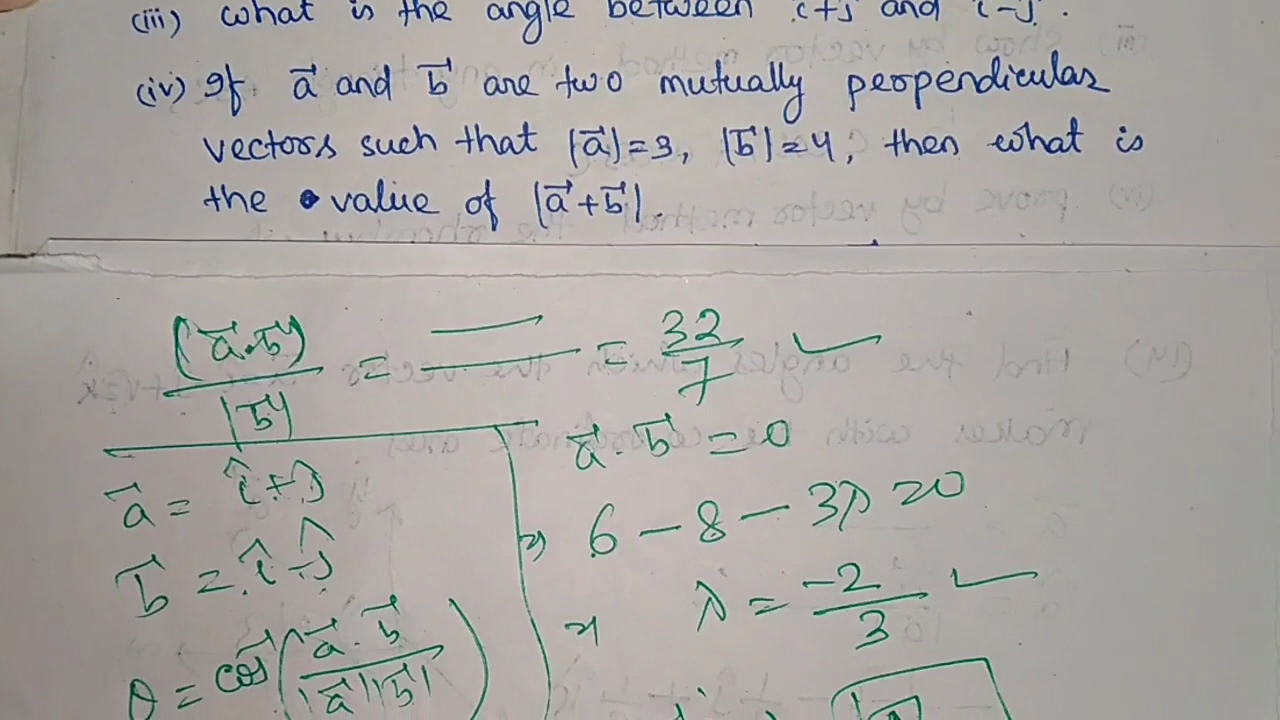 (iii) what is the angle between î+ĵ and î-ĵ.
(iv) If a⃗ and b⃗ are two mutually perpendicular
vectors such that |a⃗|=3, |b⃗|=4, then what is
the value of |a⃗+b⃗|.
(a⃗·b⃗)/|b⃗| = = 32/7 ✓
a⃗ = î+ĵ
b⃗ = î-ĵ
θ = cos⁻¹(a⃗·b⃗/|a⃗||b⃗|)
a⃗·b⃗ = 0
⇒ 6-8-3λ=0
⇒ λ = -2/3 ✓